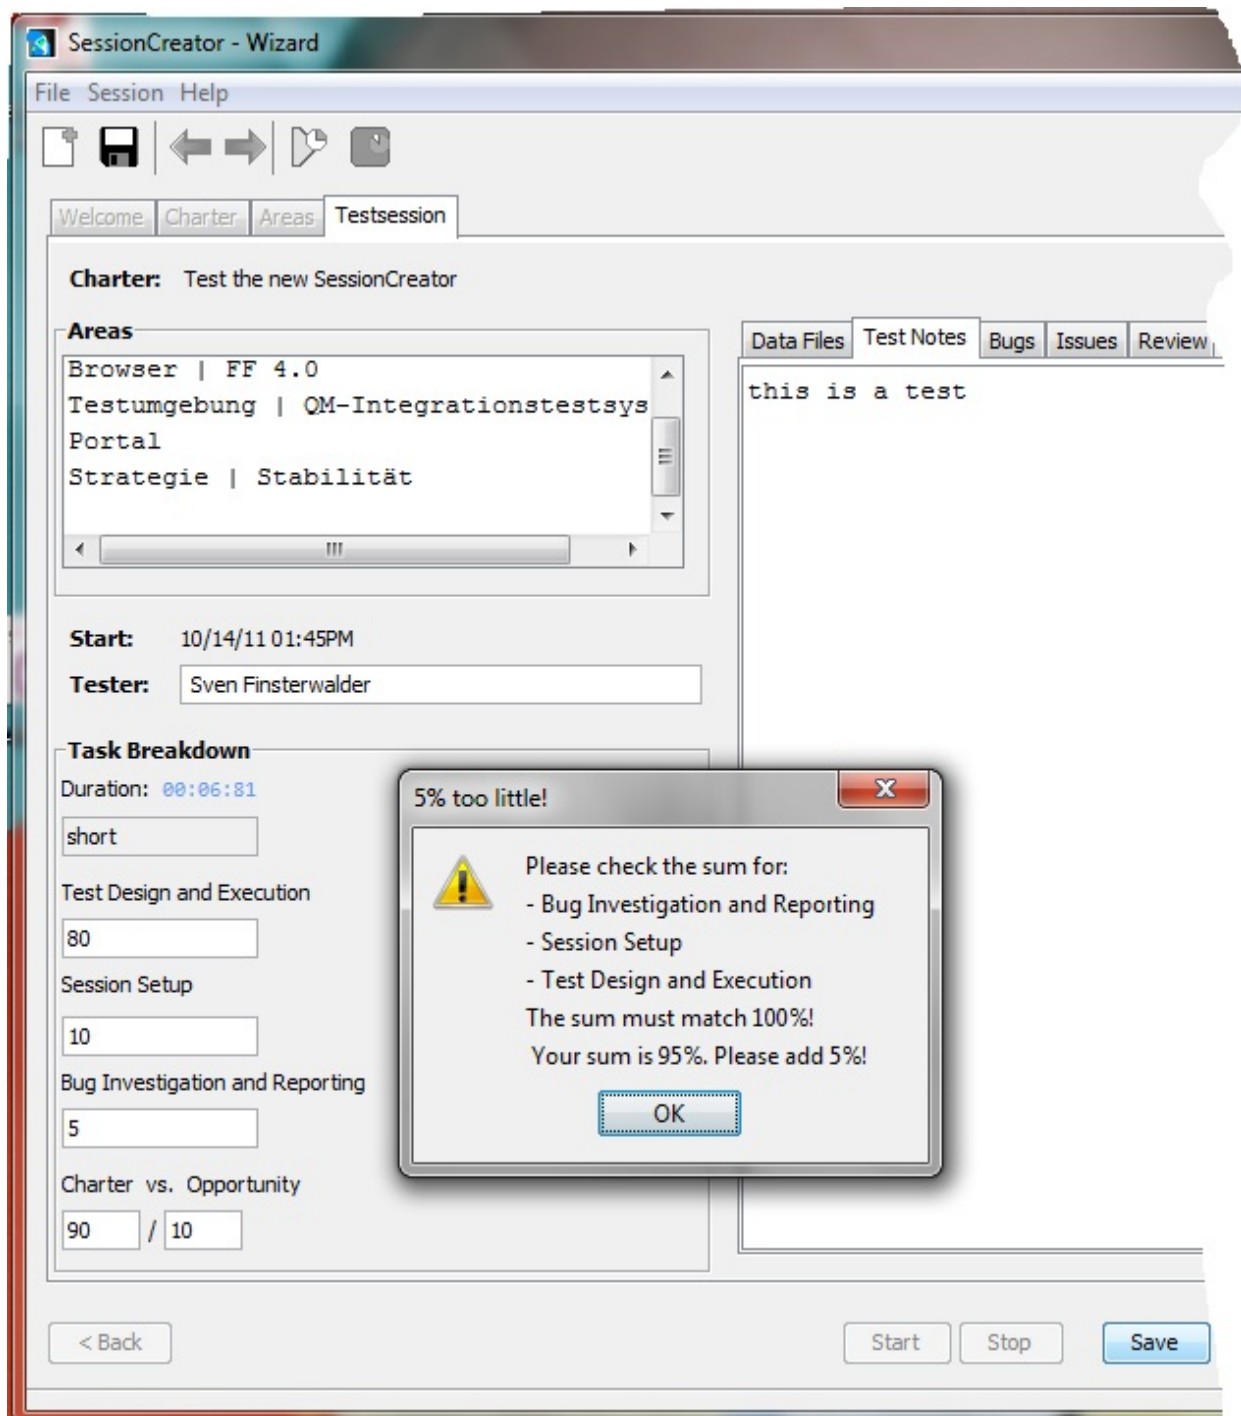 SessionCreator - Wizard
File Session Help
Welcome Charter Areas Testsession
Charter: Test the new SessionCreator
Areas
Browser | FF 4.0
Testumgebung | QM-Integrationstestsys
Portal
Strategie | Stabilität
Data Files Test Notes Bugs Issues Review
this is a test
Start: 10/14/11 01:45PM
Tester: Sven Finsterwalder
Task Breakdown
Duration: 00:06:81
short
Test Design and Execution
80
Session Setup
10
Bug Investigation and Reporting
5
Charter vs. Opportunity
90 / 10
5% too little!
Please check the sum for:
- Bug Investigation and Reporting
- Session Setup
- Test Design and Execution
The sum must match 100%!
Your sum is 95%. Please add 5%!
OK
< Back Start Stop Save